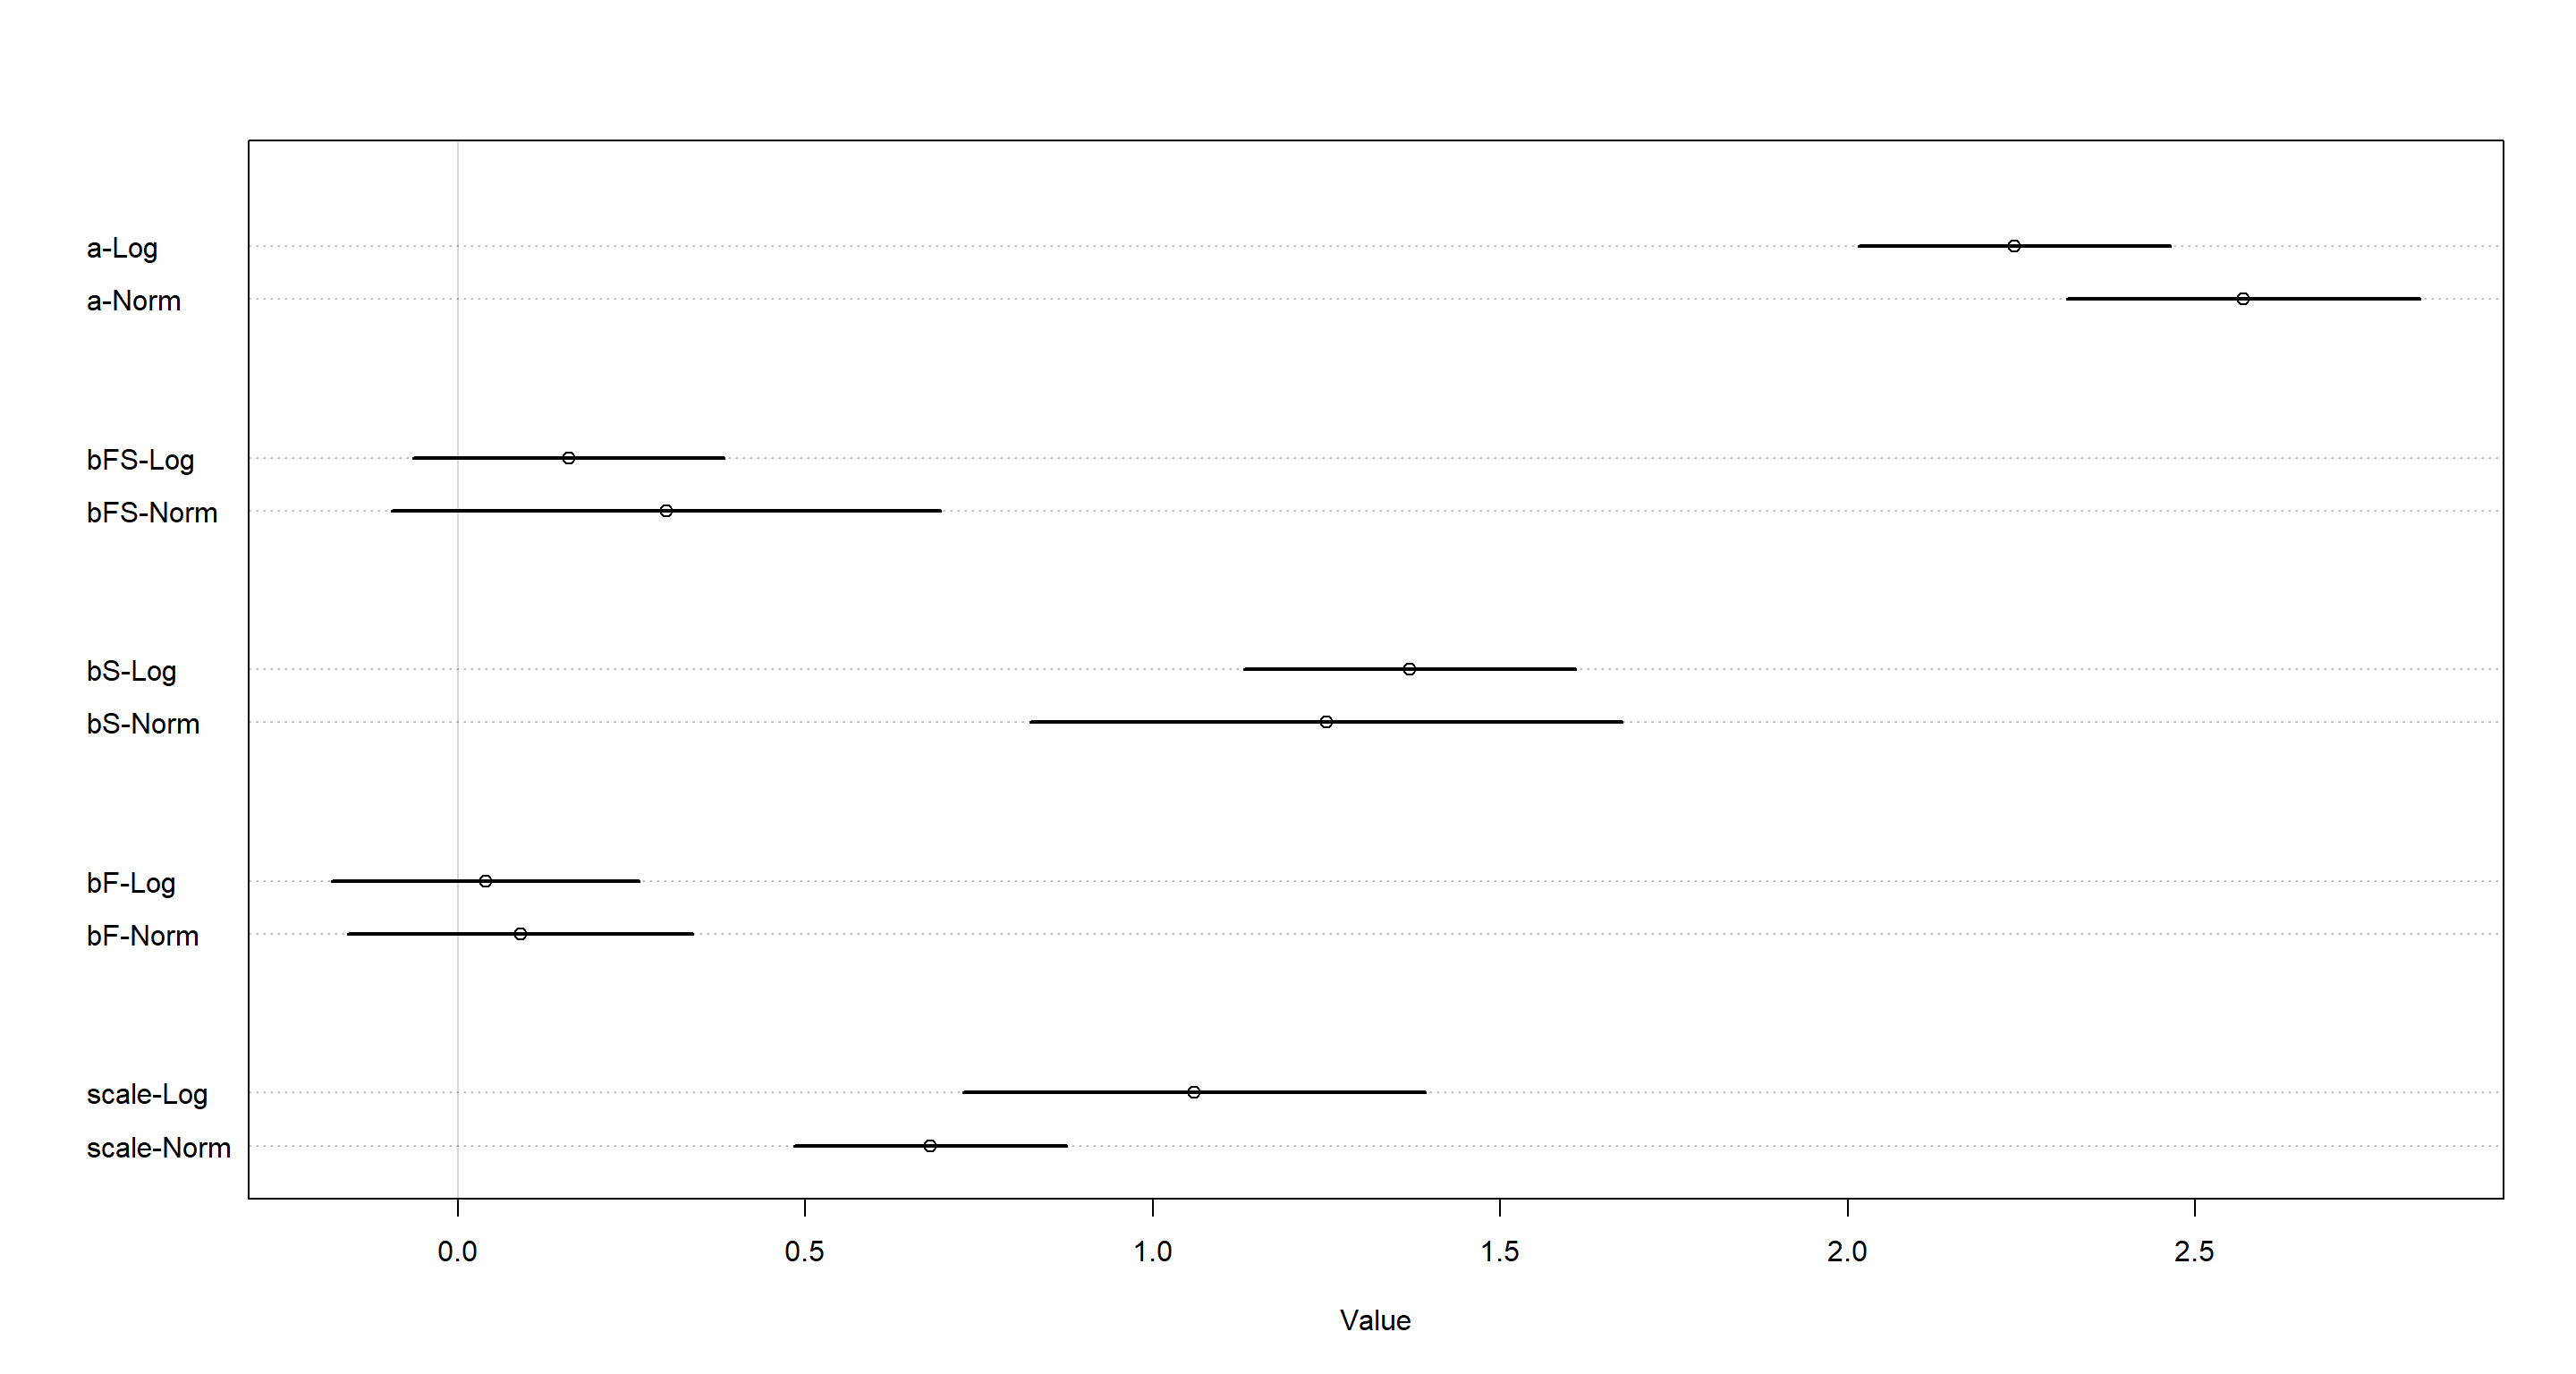 a-Log
a-Norm
bFS-Log
bFS-Norm
bS-Log
bS-Norm
bF-Log
bF-Norm
scale-Log
scale-Norm
0.0 0.5 1.0 1.5 2.0 2.5
Value